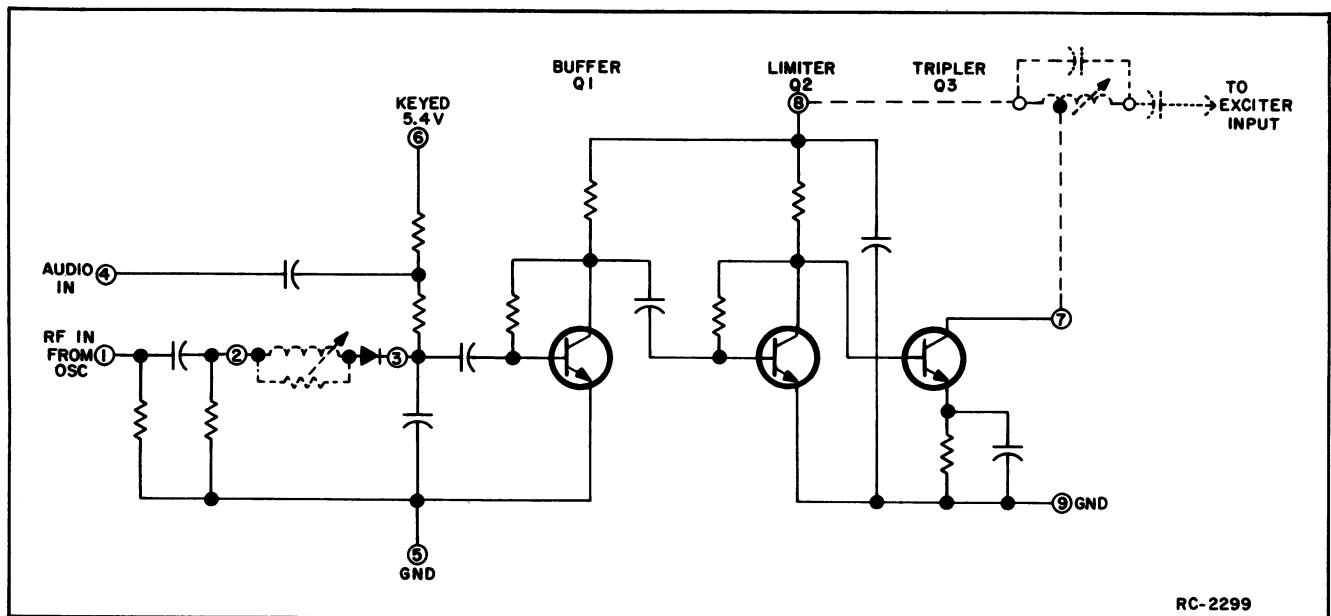 BUFFER
Q1
LIMITER
Q2
8
TRIPLER
Q3
TO
EXCITER
INPUT
KEYED
5.4V
6
AUDIO
IN
4
RF IN
FROM
OSC
1
2
3
7
9 GND
5
GND
RC-2299